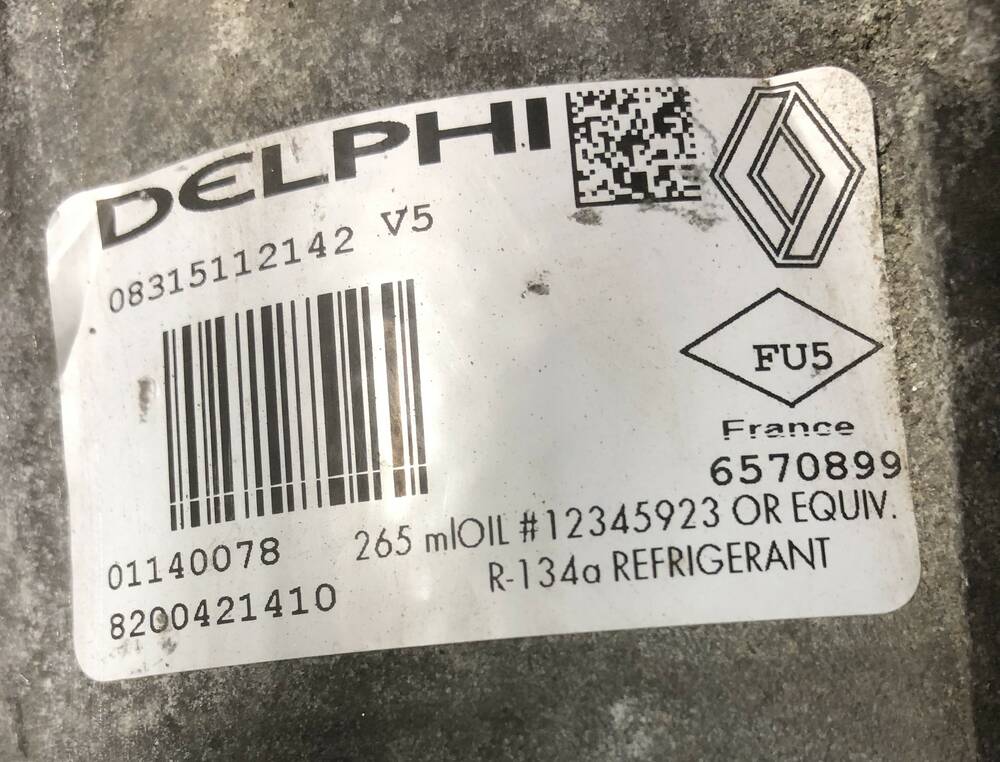 DELPHI
08315112142 V5
FU5
France
6570899
01140078
265 mlOIL #12345923 OR EQUIV.
8200421410
R-134a REFRIGERANT